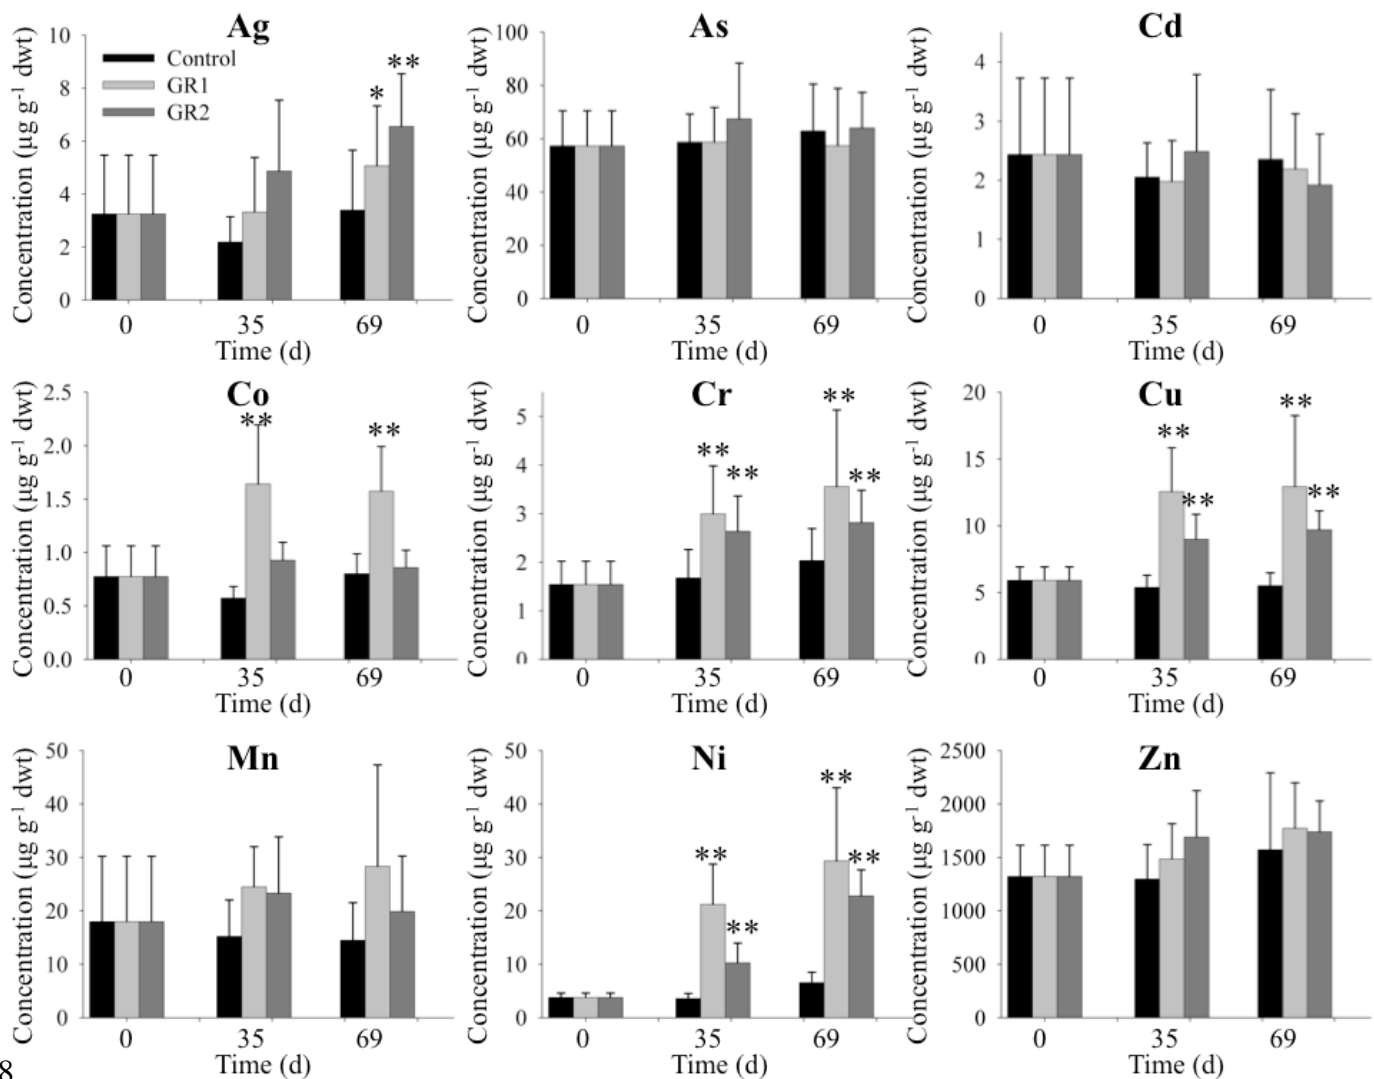 Ag
Concentration (µg g-1 dwt)
10
8
6
4
2
0
Control
GR1
GR2
*
**
0 35 69
Time (d)
As
Concentration (µg g-1 dwt)
100
80
60
40
20
0
0 35 69
Time (d)
Cd
Concentration (µg g-1 dwt)
4
3
2
1
0
0 35 69
Time (d)
Co
Concentration (µg g-1 dwt)
2.5
2.0
1.5
1.0
0.5
0.0
**
**
0 35 69
Time (d)
Cr
Concentration (µg g-1 dwt)
5
4
3
2
1
0
**
**
**
**
0 35 69
Time (d)
Cu
Concentration (µg g-1 dwt)
20
15
10
5
0
**
**
**
**
0 35 69
Time (d)
Mn
Concentration (µg g-1 dwt)
50
40
30
20
10
0
0 35 69
Time (d)
Ni
Concentration (µg g-1 dwt)
50
40
30
20
10
0
**
**
**
**
0 35 69
Time (d)
Zn
Concentration (µg g-1 dwt)
2500
2000
1500
1000
500
0
0 35 69
Time (d)
8